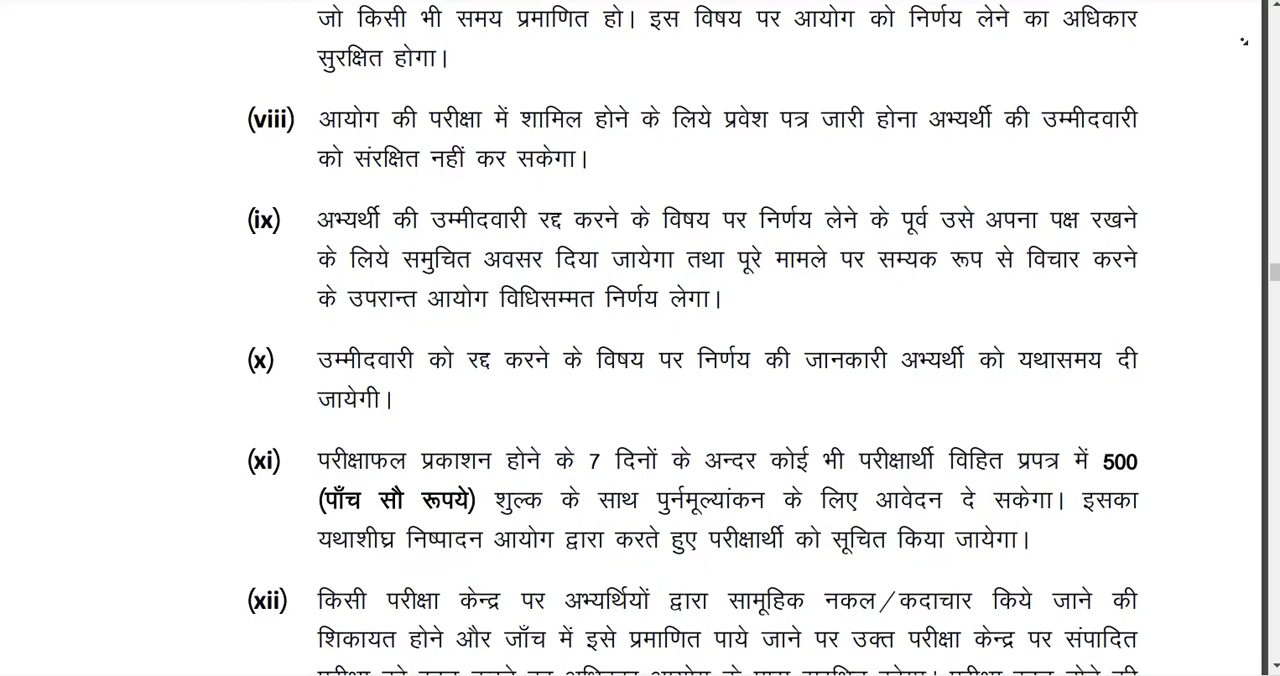 जो किसी भी समय प्रमाणित हो। इस विषय पर आयोग को निर्णय लेने का अधिकार
सुरक्षित होगा।
(viii) आयोग की परीक्षा में शामिल होने के लिये प्रवेश पत्र जारी होना अभ्यर्थी की उम्मीदवारी
को संरक्षित नहीं कर सकेगा।
(ix) अभ्यर्थी की उम्मीदवारी रद्द करने के विषय पर निर्णय लेने के पूर्व उसे अपना पक्ष रखने
के लिये समुचित अवसर दिया जायेगा तथा पूरे मामले पर सम्यक रूप से विचार करने
के उपरान्त आयोग विधिसम्मत निर्णय लेगा।
(x) उम्मीदवारी को रद्द करने के विषय पर निर्णय की जानकारी अभ्यर्थी को यथासमय दी
जायेगी।
(xi) परीक्षाफल प्रकाशन होने के 7 दिनों के अन्दर कोई भी परीक्षार्थी विहित प्रपत्र में 500
(पाँच सौ रूपये) शुल्क के साथ पुर्नमूल्यांकन के लिए आवेदन दे सकेगा। इसका
यथाशीघ्र निष्पादन आयोग द्वारा करते हुए परीक्षार्थी को सूचित किया जायेगा।
(xii) किसी परीक्षा केन्द्र पर अभ्यर्थियों द्वारा सामूहिक नकल/कदाचार किये जाने की
शिकायत होने और जाँच में इसे प्रमाणित पाये जाने पर उक्त परीक्षा केन्द्र पर संपादित